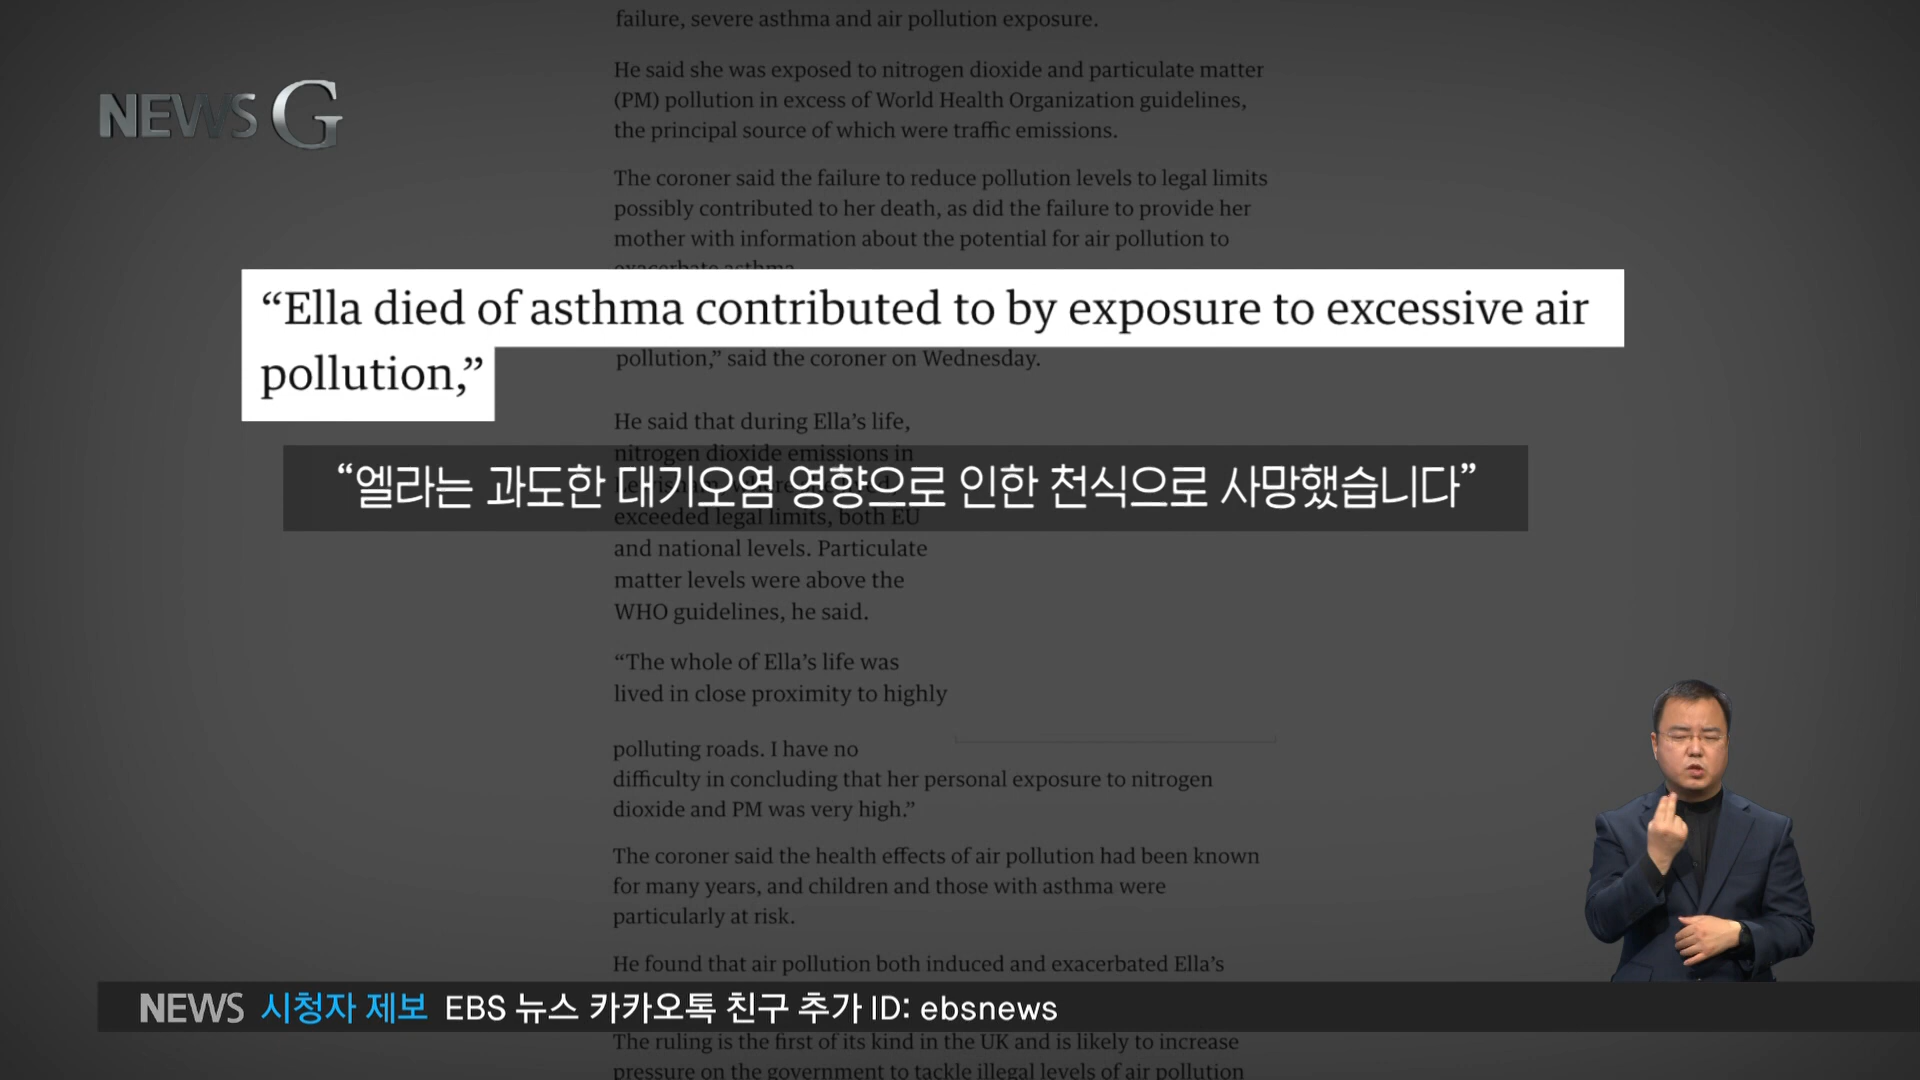 failure, severe asthma and air pollution exposure.
NEWS G
He said she was exposed to nitrogen dioxide and particulate matter
(PM) pollution in excess of World Health Organization guidelines,
the principal source of which were traffic emissions.
The coroner said the failure to reduce pollution levels to legal limits
possibly contributed to her death, as did the failure to provide her
mother with information about the potential for air pollution to
exacerbate asthma.
“Ella died of asthma contributed to by exposure to excessive air
pollution,”
pollution,” said the coroner on Wednesday.
He said that during Ella’s life,
nitrogen dioxide emissions in
“엘라는 과도한 대기오염 영향으로 인한 천식으로 사망했습니다”
exceeded legal limits, both EU
and national levels. Particulate
matter levels were above the
WHO guidelines, he said.
“The whole of Ella’s life was
lived in close proximity to highly
polluting roads. I have no
difficulty in concluding that her personal exposure to nitrogen
dioxide and PM was very high.”
The coroner said the health effects of air pollution had been known
for many years, and children and those with asthma were
particularly at risk.
He found that air pollution both induced and exacerbated Ella’s
NEWS 시청자 제보 EBS 뉴스 카카오톡 친구 추가 ID: ebsnews
The ruling is the first of its kind in the UK and is likely to increase
pressure on the government to tackle illegal levels of air pollution